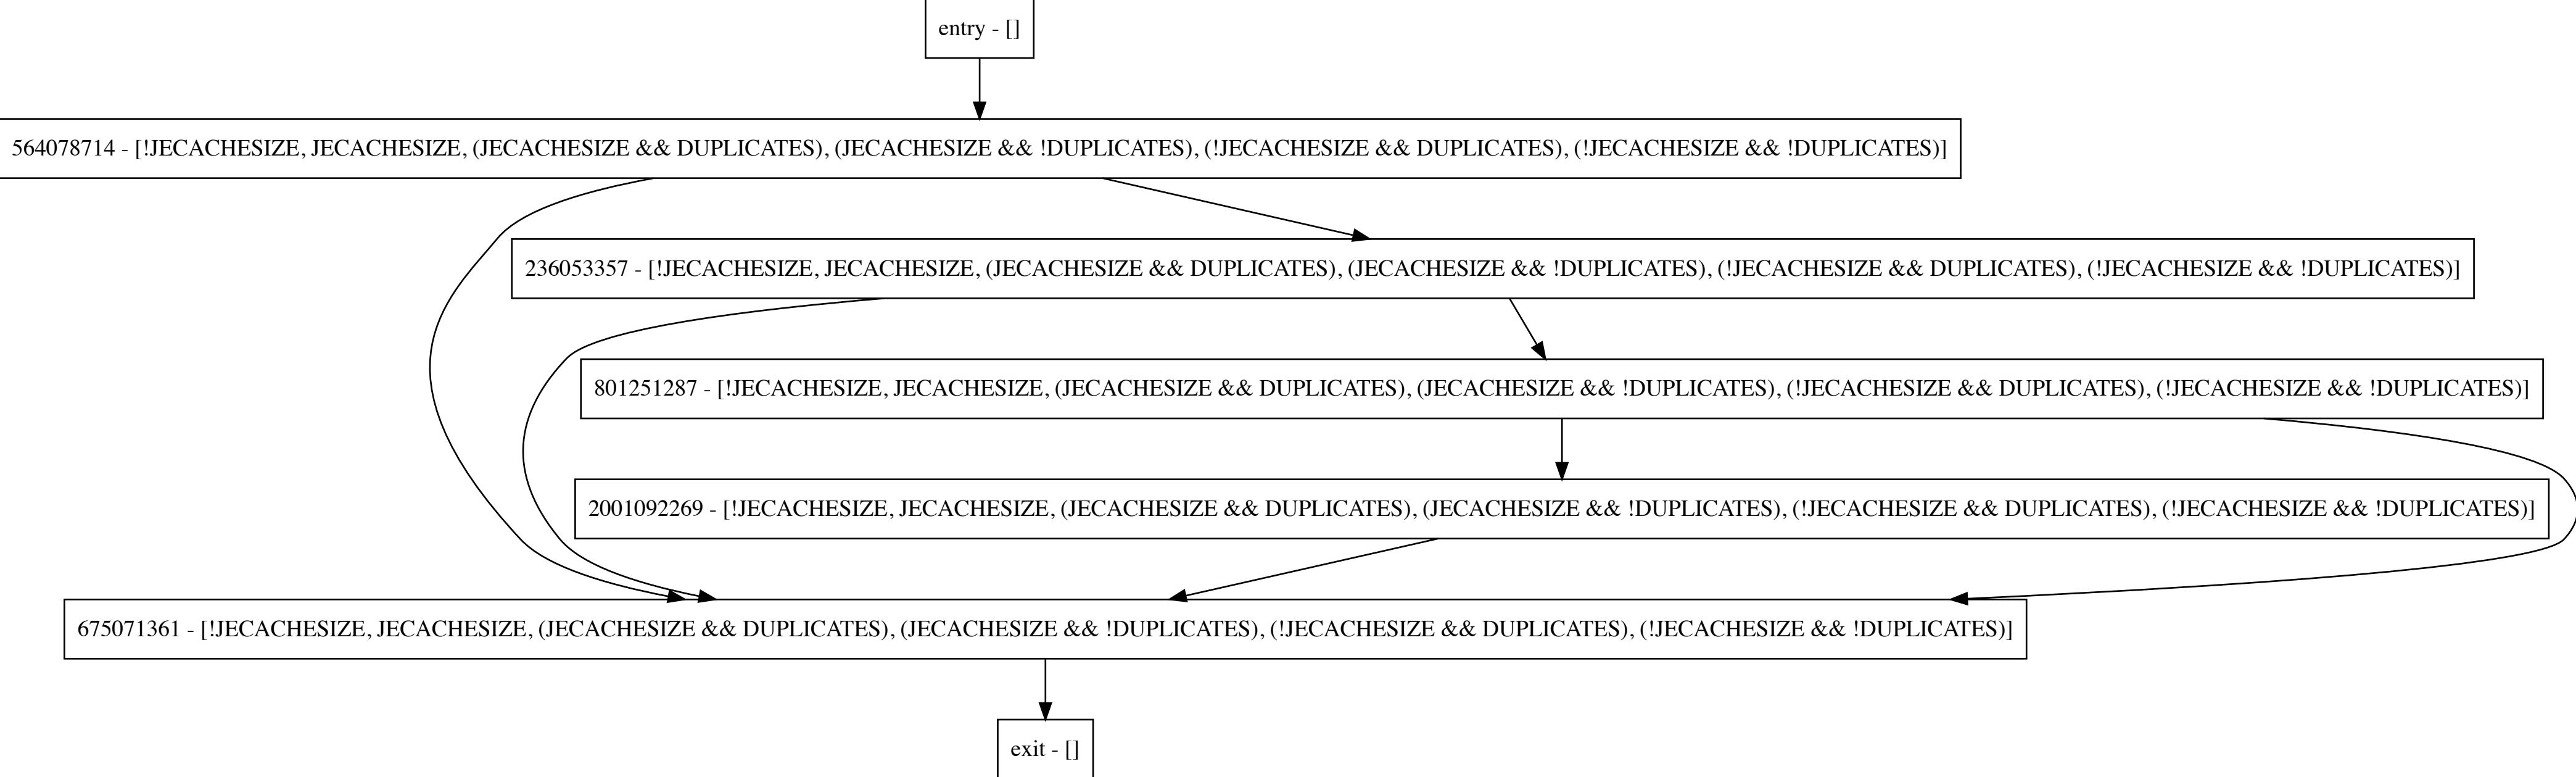 entry - []
564078714 - [!JECACHESIZE, JECACHESIZE, (JECACHESIZE && DUPLICATES), (JECACHESIZE && !DUPLICATES), (!JECACHESIZE && DUPLICATES), (!JECACHESIZE && !DUPLICATES)]
236053357 - [!JECACHESIZE, JECACHESIZE, (JECACHESIZE && DUPLICATES), (JECACHESIZE && !DUPLICATES), (!JECACHESIZE && DUPLICATES), (!JECACHESIZE && !DUPLICATES)]
801251287 - [!JECACHESIZE, JECACHESIZE, (JECACHESIZE && DUPLICATES), (JECACHESIZE && !DUPLICATES), (!JECACHESIZE && DUPLICATES), (!JECACHESIZE && !DUPLICATES)]
2001092269 - [!JECACHESIZE, JECACHESIZE, (JECACHESIZE && DUPLICATES), (JECACHESIZE && !DUPLICATES), (!JECACHESIZE && DUPLICATES), (!JECACHESIZE && !DUPLICATES)]
675071361 - [!JECACHESIZE, JECACHESIZE, (JECACHESIZE && DUPLICATES), (JECACHESIZE && !DUPLICATES), (!JECACHESIZE && DUPLICATES), (!JECACHESIZE && !DUPLICATES)]
exit - []